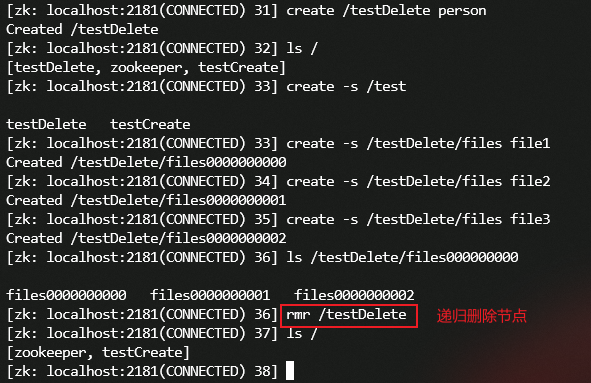 [zk: localhost:2181(CONNECTED) 31] create /testDelete person
Created /testDelete
[zk: localhost:2181(CONNECTED) 32] ls /
[testDelete, zookeeper, testCreate]
[zk: localhost:2181(CONNECTED) 33] create -s /test
testDelete   testCreate
[zk: localhost:2181(CONNECTED) 33] create -s /testDelete/files file1
Created /testDelete/files0000000000
[zk: localhost:2181(CONNECTED) 34] create -s /testDelete/files file2
Created /testDelete/files0000000001
[zk: localhost:2181(CONNECTED) 35] create -s /testDelete/files file3
Created /testDelete/files0000000002
[zk: localhost:2181(CONNECTED) 36] ls /testDelete/files000000000
files0000000000   files0000000001   files0000000002
[zk: localhost:2181(CONNECTED) 36] rmr /testDelete 递归删除节点
[zk: localhost:2181(CONNECTED) 37] ls /
[zookeeper, testCreate]
[zk: localhost:2181(CONNECTED) 38]